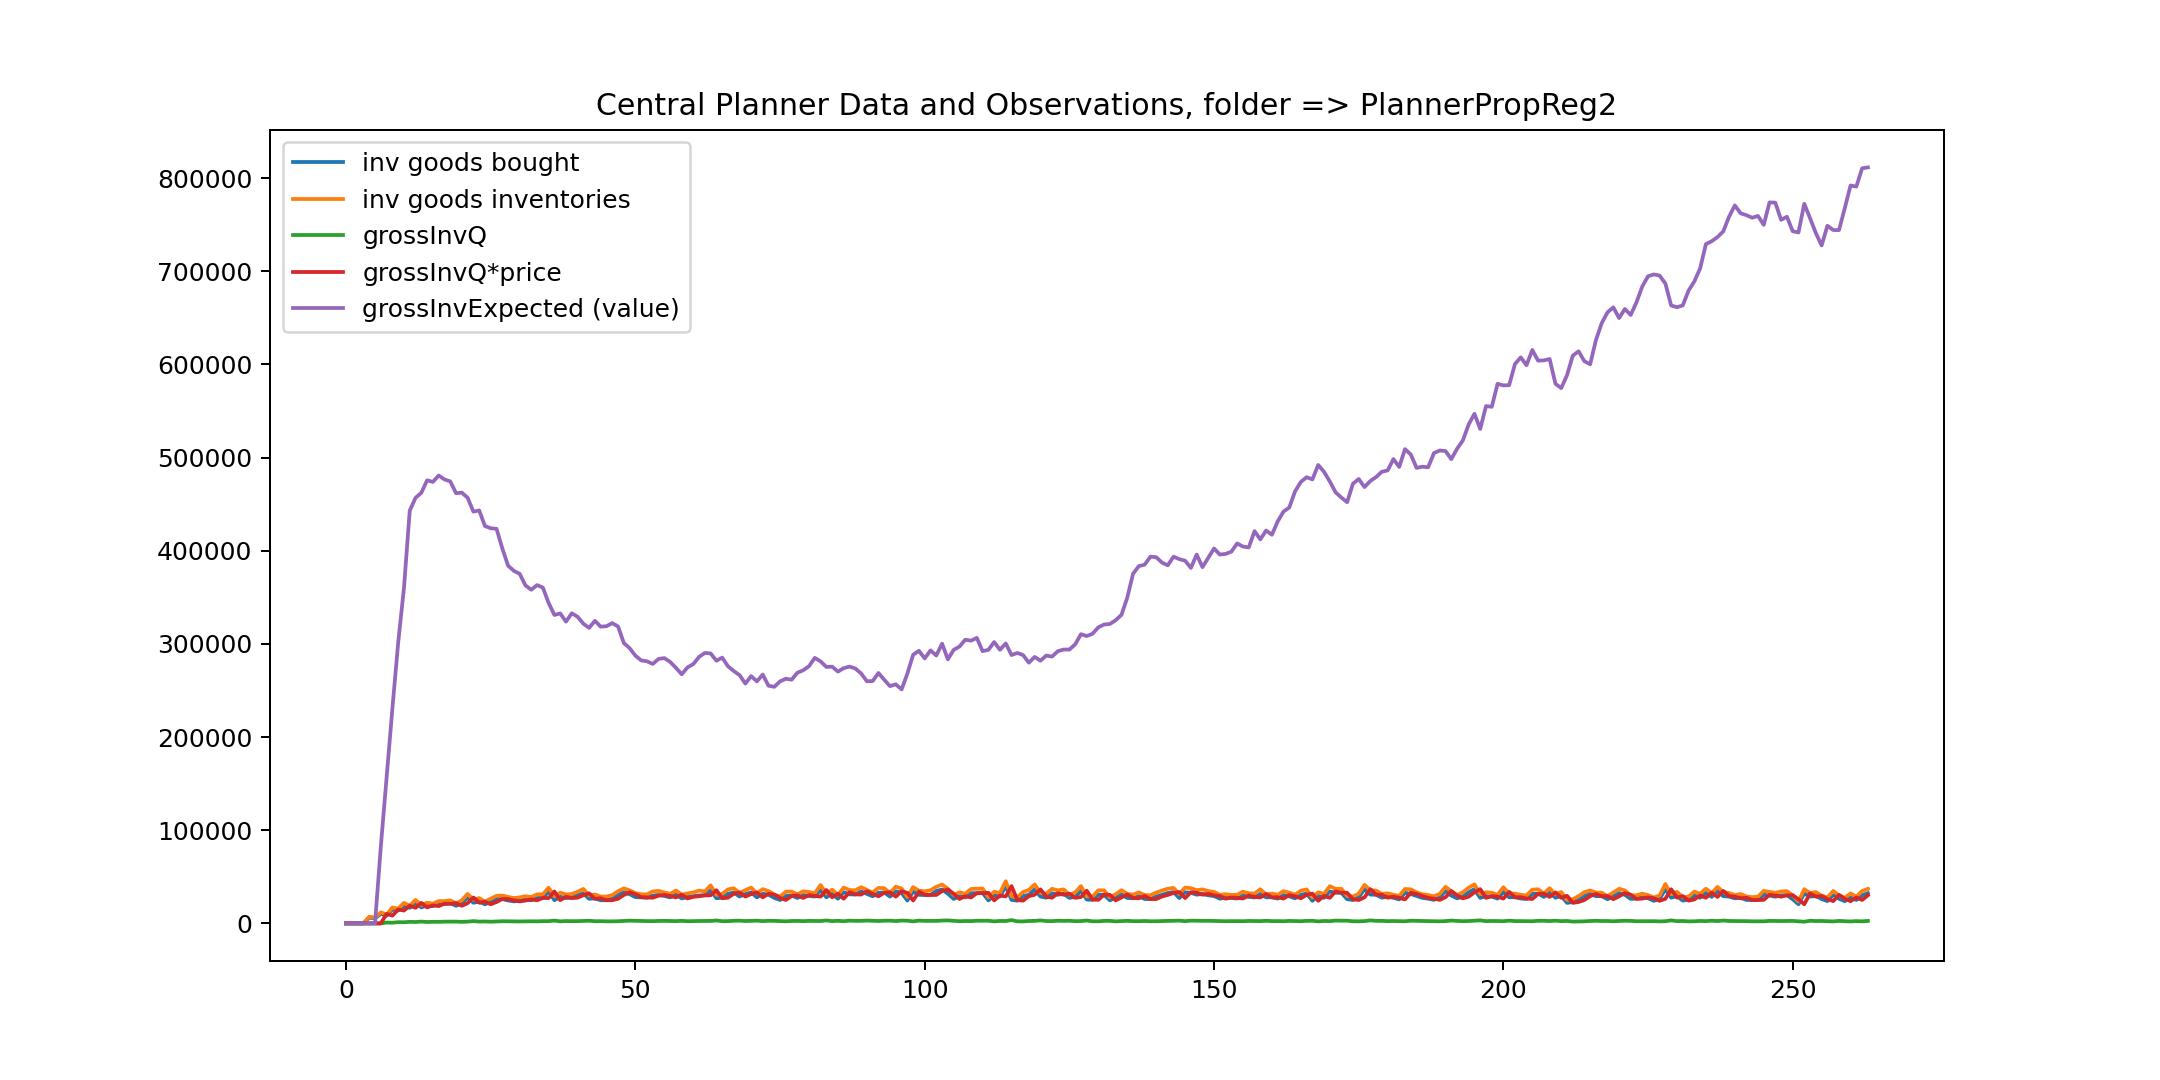 Central Planner Data and Observations, folder => PlannerPropReg2
inv goods bought
inv goods inventories
grossInvQ
grossInvQ*price
grossInvExpected (value)
800000
700000
600000
500000
400000
300000
200000
100000
0
0 50 100 150 200 250